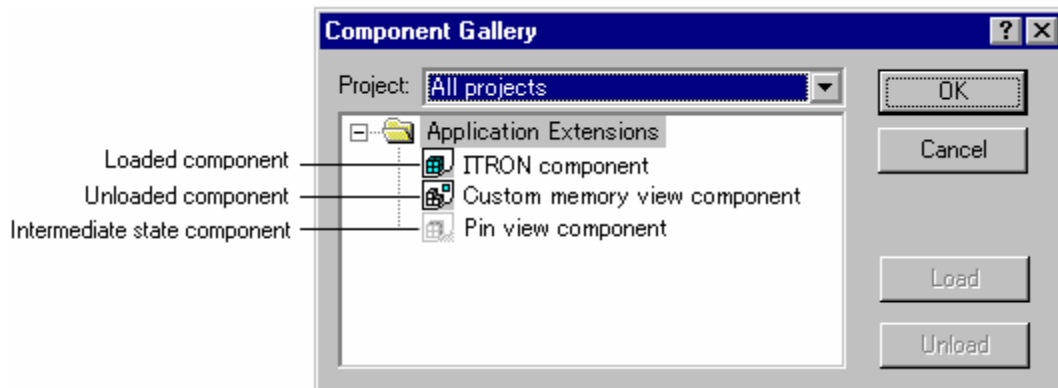 Component Gallery
Project: All projects
OK
Application Extensions
Cancel
Loaded component ITRON component
Unloaded component Custom memory view component
Intermediate state component Pin view component
Load
Unload